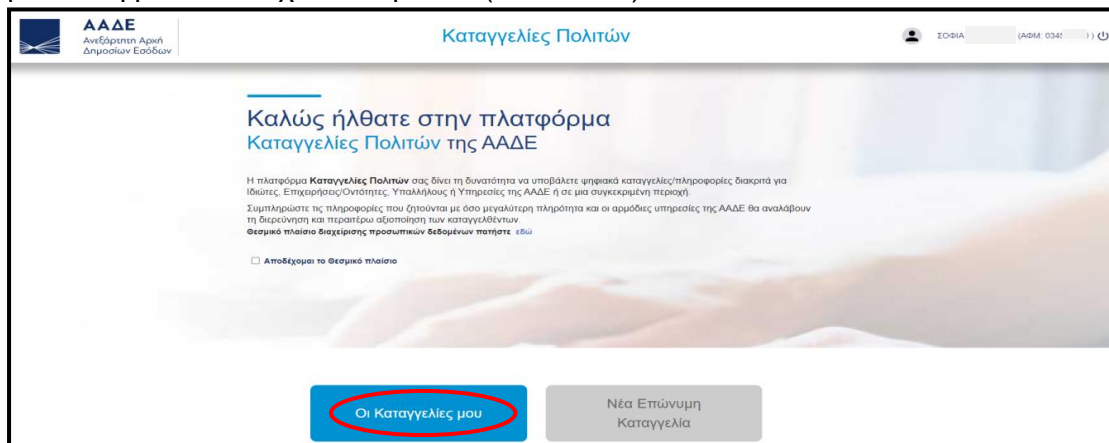 ΑΑΔΕ
Ανεξάρτητη Αρχή
Δημοσίων Εσόδων
Καταγγελίες Πολιτών
ΣΟΦΙΑ (ΑΦΜ: 034
Καλώς ήλθατε στην πλατφόρμα
Καταγγελίες Πολιτών της ΑΑΔΕ
Η πλατφόρμα Καταγγελίες Πολιτών σας δίνει τη δυνατότητα να υποβάλετε ψηφιακά καταγγελίες/πληροφορίες διακριτά για
Ιδιώτες, Επιχειρήσεις/Οντότητες, Υπαλλήλους ή Υπηρεσίες της ΑΑΔΕ ή σε μια συγκεκριμένη περιοχή.
Συμπληρώστε τις πληροφορίες που ζητούνται με όσο μεγαλύτερη πληρότητα και οι αρμόδιες υπηρεσίες της ΑΑΔΕ θα αναλάβουν
τη διερεύνηση και περαιτέρω αξιοποίηση των καταγγελθέντων.
Θεσμικό πλαίσιο διαχείρισης προσωπικών δεδομένων πατήστε εδώ
Αποδέχομαι το Θεσμικό πλαίσιο
Οι Καταγγελίες μου
Νέα Επώνυμη
Καταγγελία